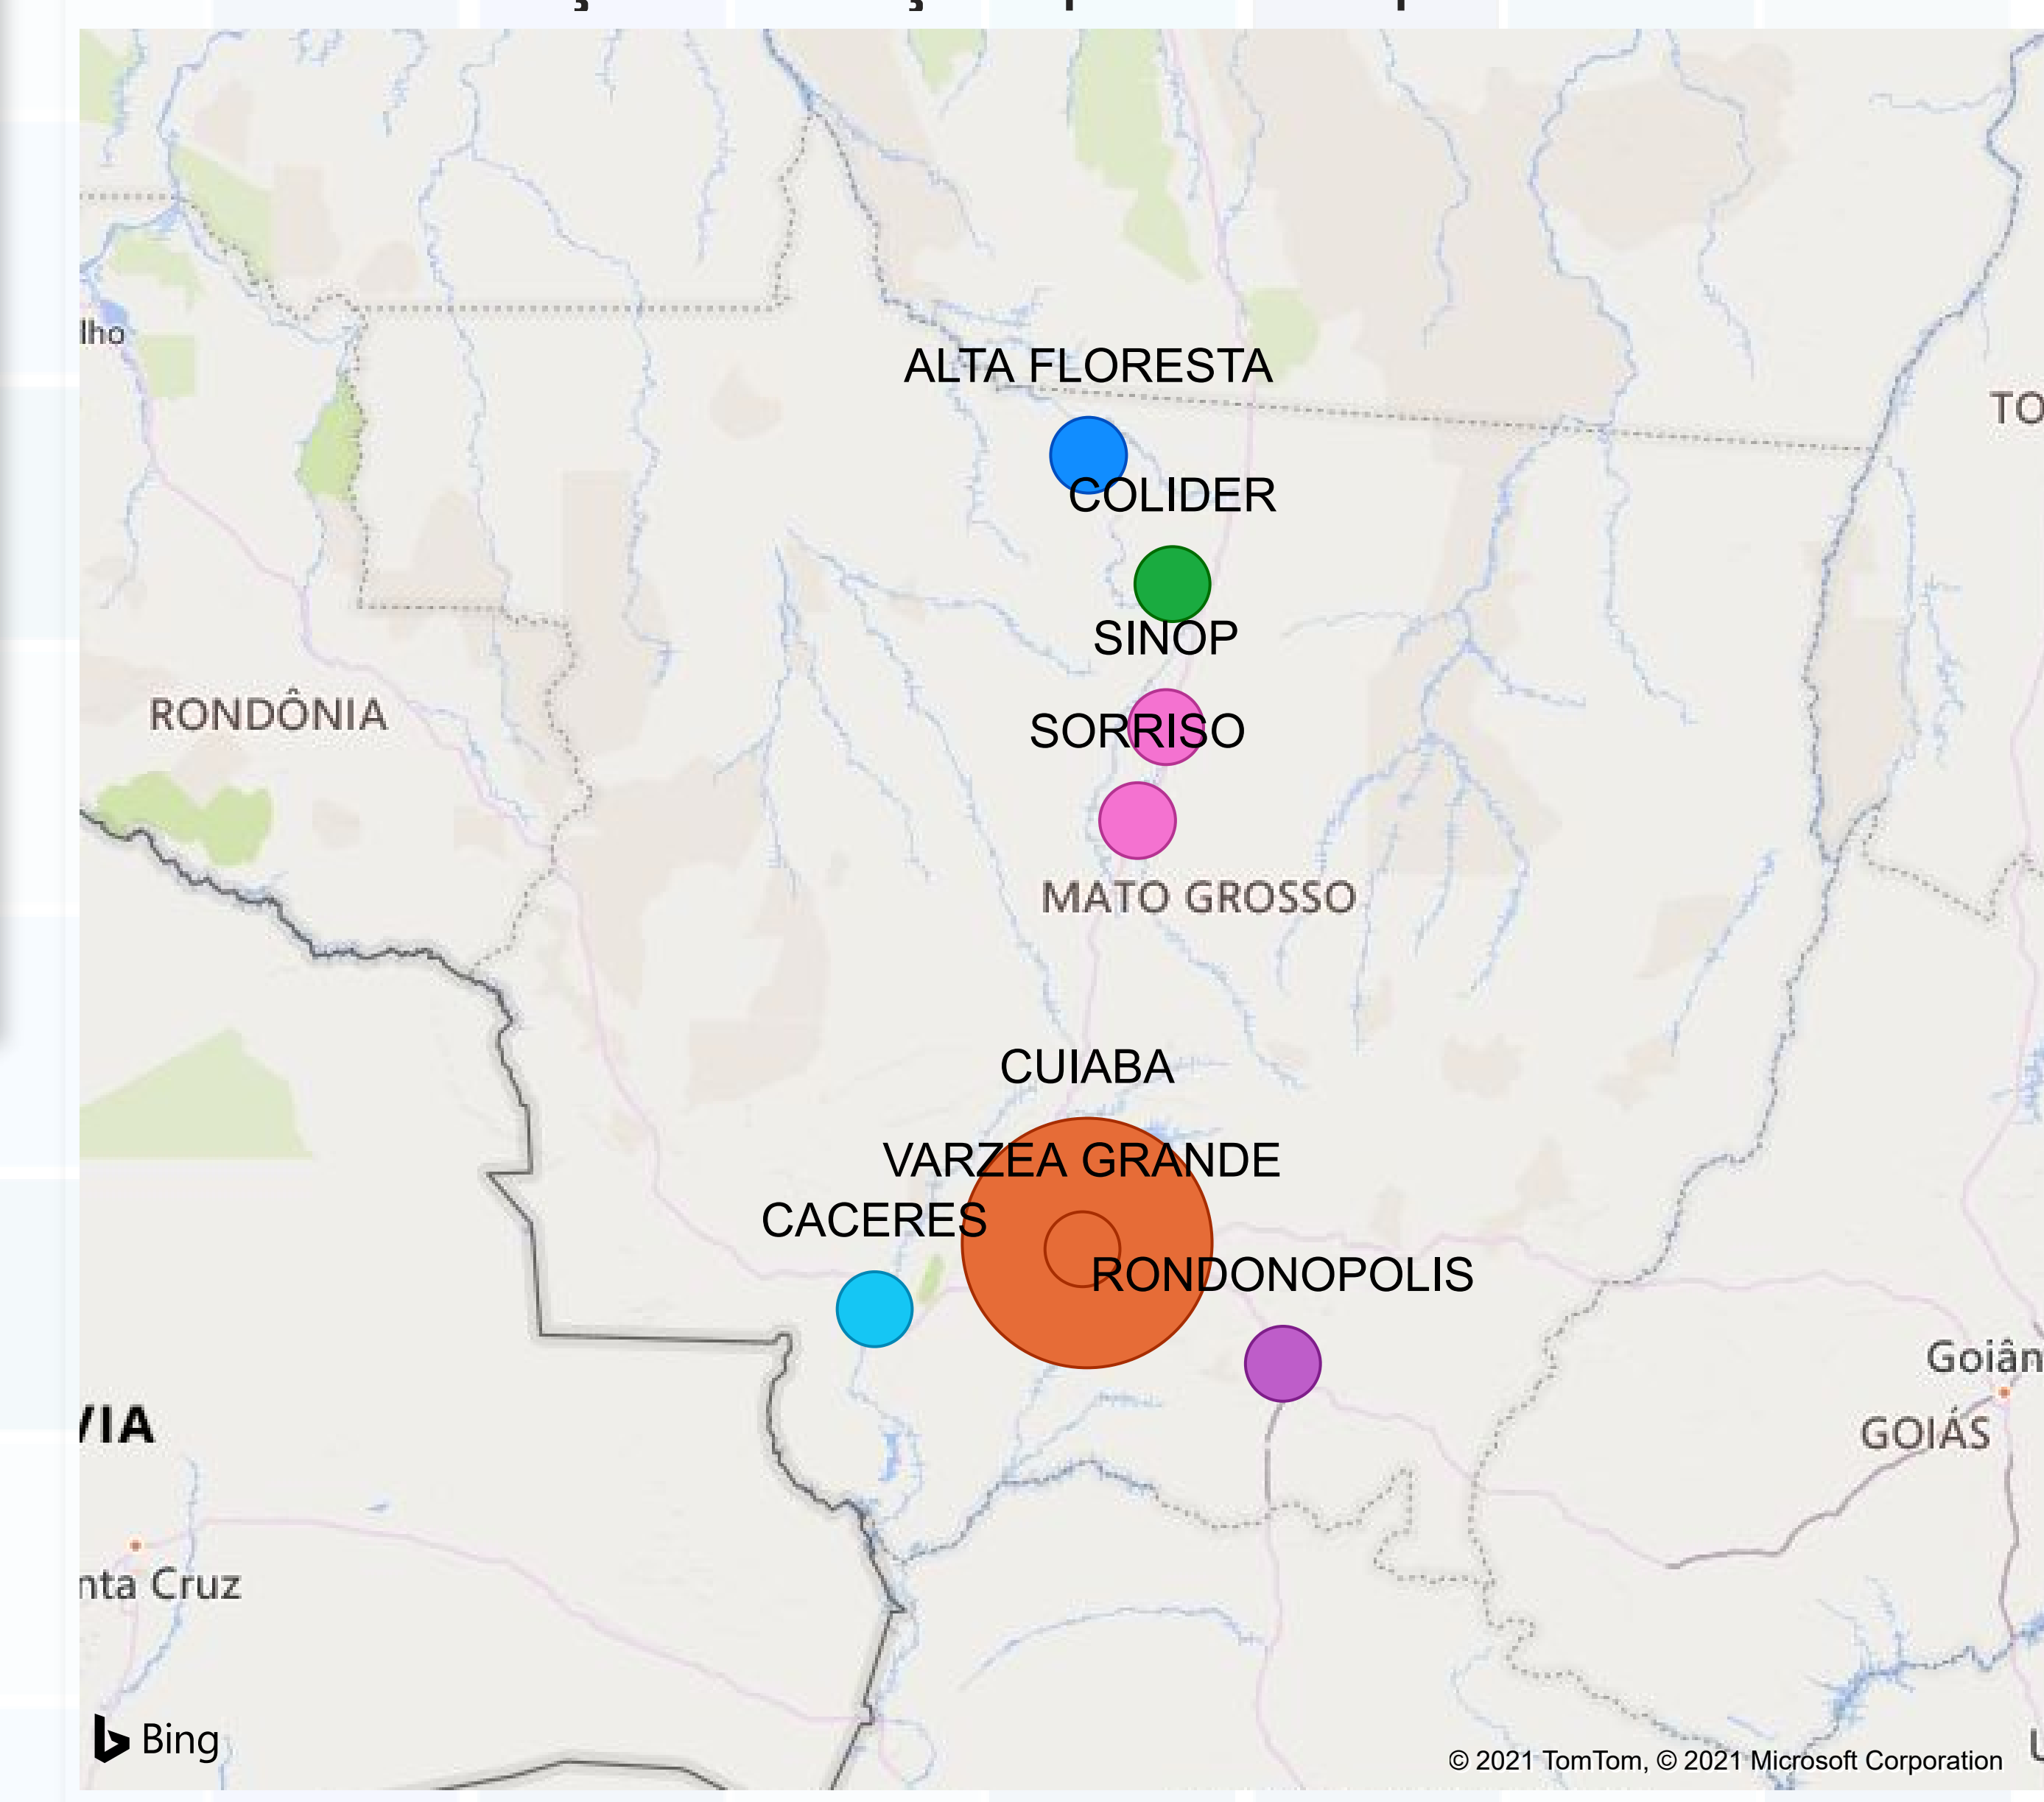 ALTA FLORESTA
TO
COLIDER
SINOP
RONDÔNIA
SORRISO
MATO GROSSO
CUIABA
VARZEA GRANDE
CACERES
RONDONOPOLIS
GOIÁS
Bing
© 2021 TomTom, © 2021 Microsoft Corporation
lho
Goiân
VIA
nta Cruz